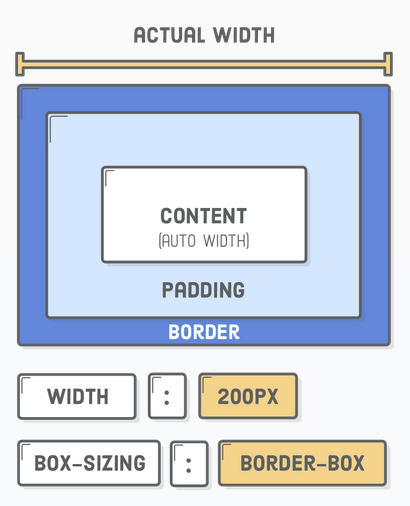 ACTUAL WIDTH
CONTENT
(AUTO WIDTH)
PADDING
BORDER
WIDTH : 200PX
BOX-SIZING : BORDER-BOX